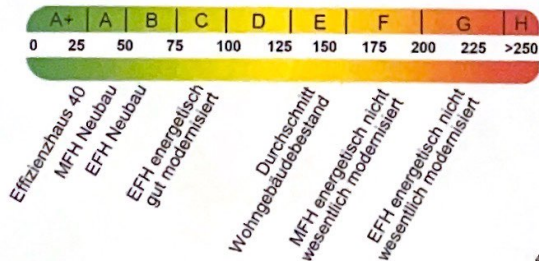 A+ A B C D E F G H
0 25 50 75 100 125 150 175 200 225 >250
Effizienzhaus 40
MFH Neubau
EFH Neubau
EFH energetisch
gut modernisiert
Durchschnitt
Wohngebäudebestand
MFH energetisch nicht
wesentlich modernisiert
EFH energetisch nicht
wesentlich modernisiert